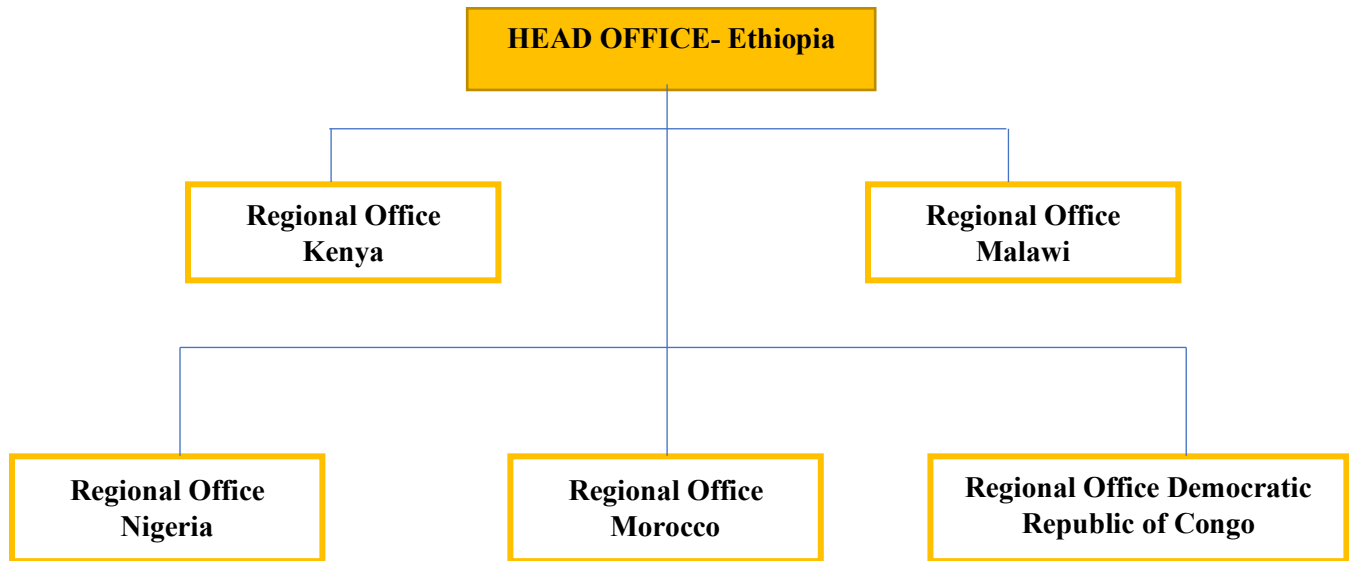 HEAD OFFICE- Ethiopia
Regional Office
Kenya
Regional Office
Malawi
Regional Office
Nigeria
Regional Office
Morocco
Regional Office Democratic
Republic of Congo